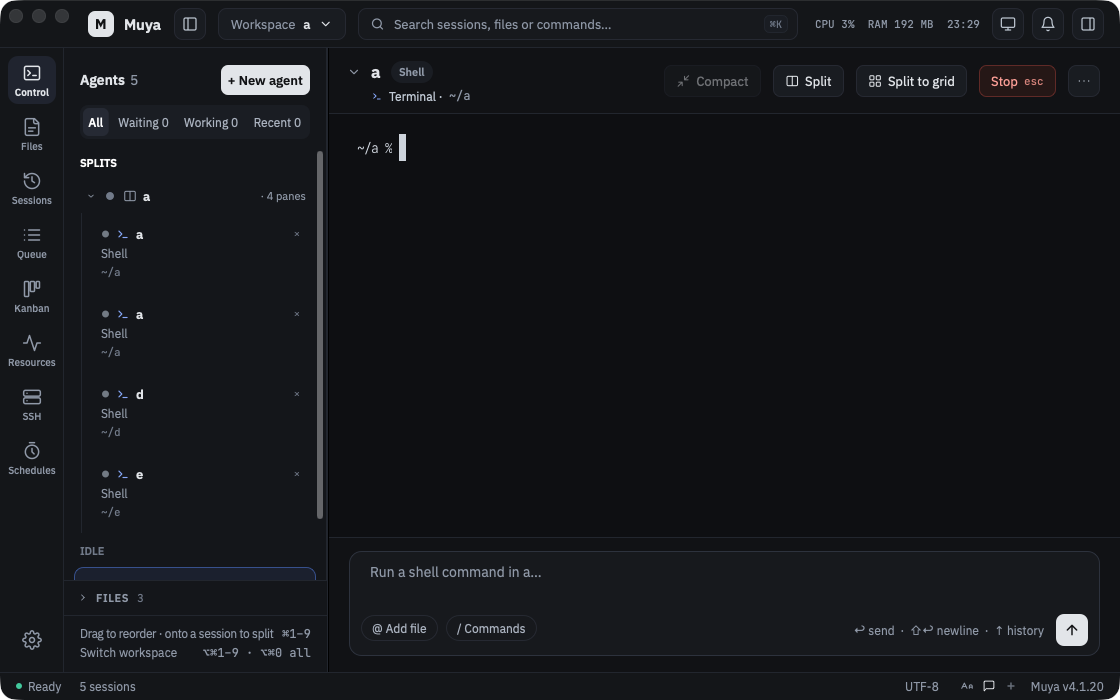 M Muya Workspace a Search sessions, files or commands... ⌘K CPU 3% RAM 192 MB 23:29
Control
Files
Sessions
Queue
Kanban
Resources
SSH
Schedules
Agents 5 + New agent
All Waiting 0 Working 0 Recent 0
SPLITS
a · 4 panes
a ×
Shell
~/a
a ×
Shell
~/a
d ×
Shell
~/d
e ×
Shell
~/e
IDLE
FILES 3
Drag to reorder · onto a session to split ⌘1–9
Switch workspace ⌥⌘1–9 · ⌥⌘0 all
a Shell
Terminal · ~/a
Compact Split Split to grid Stop esc ···
~/a %
Run a shell command in a...
@ Add file / Commands ↩ send · ⇧↩ newline · ↑ history
Ready 5 sessions UTF-8 Aa + Muya v4.1.20